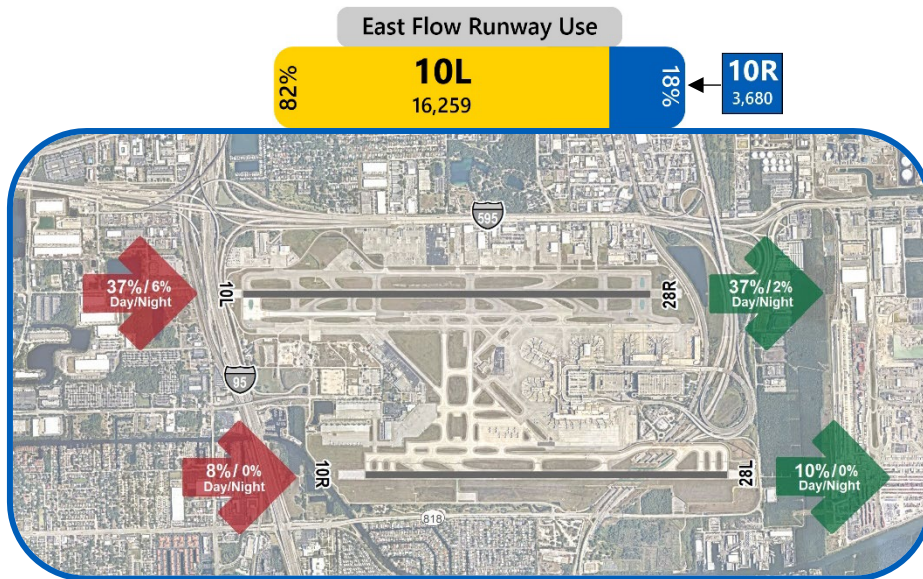 East Flow Runway Use
82%
10L
16,259
18%
10R
3,680
595
37%/6%
Day/Night
10L
28R
37%/2%
Day/Night
95
8%/0%
Day/Night
10R
28L
10%/0%
Day/Night
818